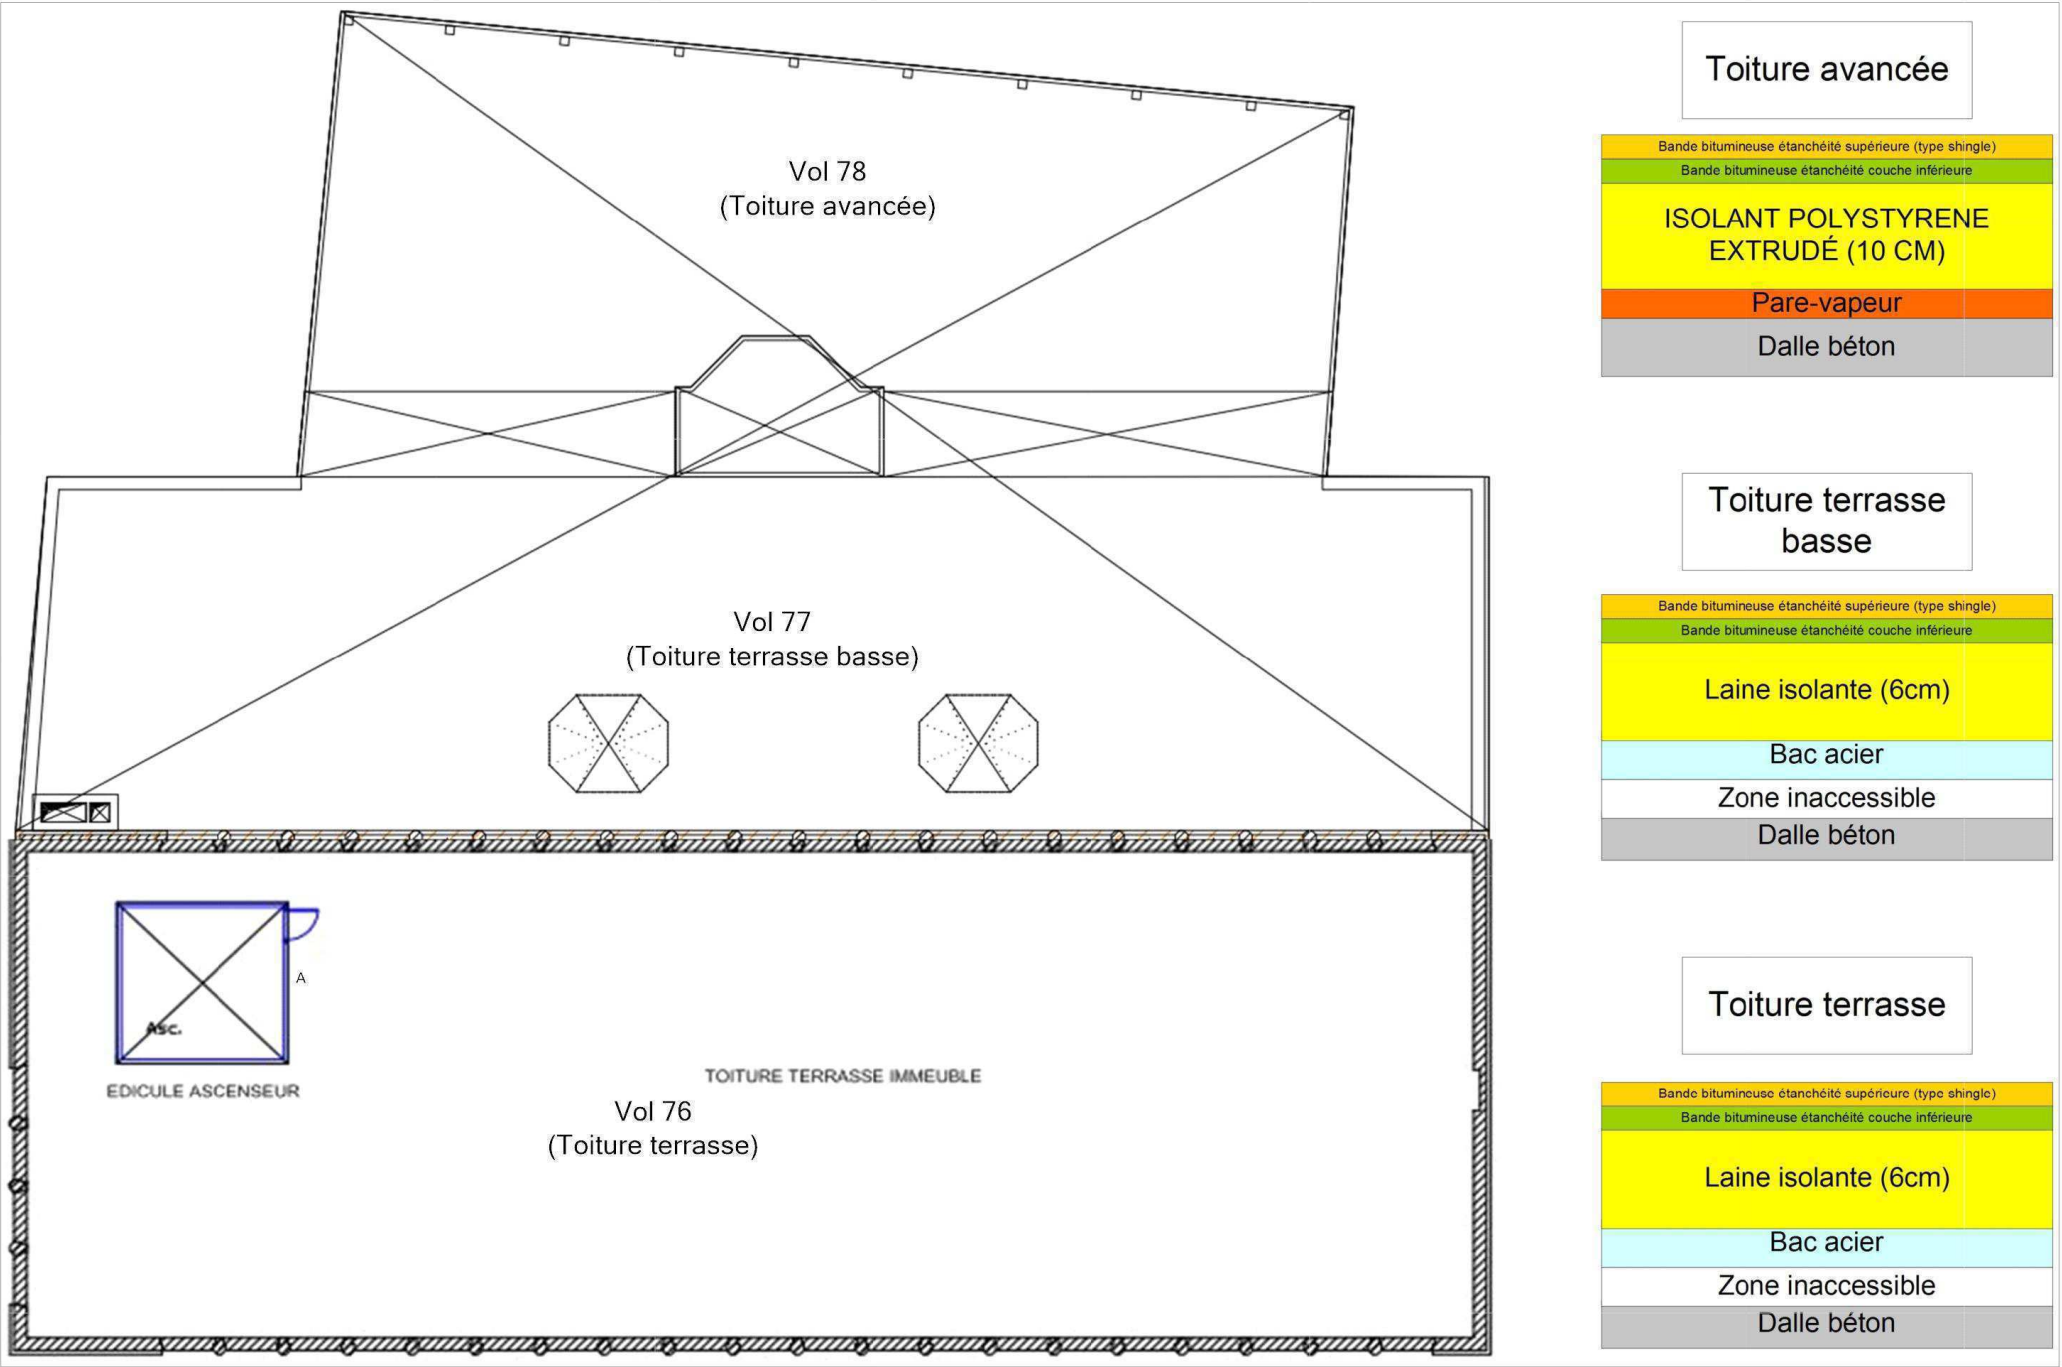 Vol 78
(Toiture avancée)
Vol 77
(Toiture terrasse basse)
A
Asc.
EDICULE ASCENSEUR
TOITURE TERRASSE IMMEUBLE
Vol 76
(Toiture terrasse)
Toiture avancée
Bande bitumineuse étanchéité supérieure (type shingle)
Bande bitumineuse étanchéité couche inférieure
ISOLANT POLYSTYRENE
EXTRUDÉ (10 CM)
Pare-vapeur
Dalle béton
Toiture terrasse
basse
Bande bitumineuse étanchéité supérieure (type shingle)
Bande bitumineuse étanchéité couche inférieure
Laine isolante (6cm)
Bac acier
Zone inaccessible
Dalle béton
Toiture terrasse
Bande bitumineuse étanchéité supérieure (type shingle)
Bande bitumineuse étanchéité couche inférieure
Laine isolante (6cm)
Bac acier
Zone inaccessible
Dalle béton